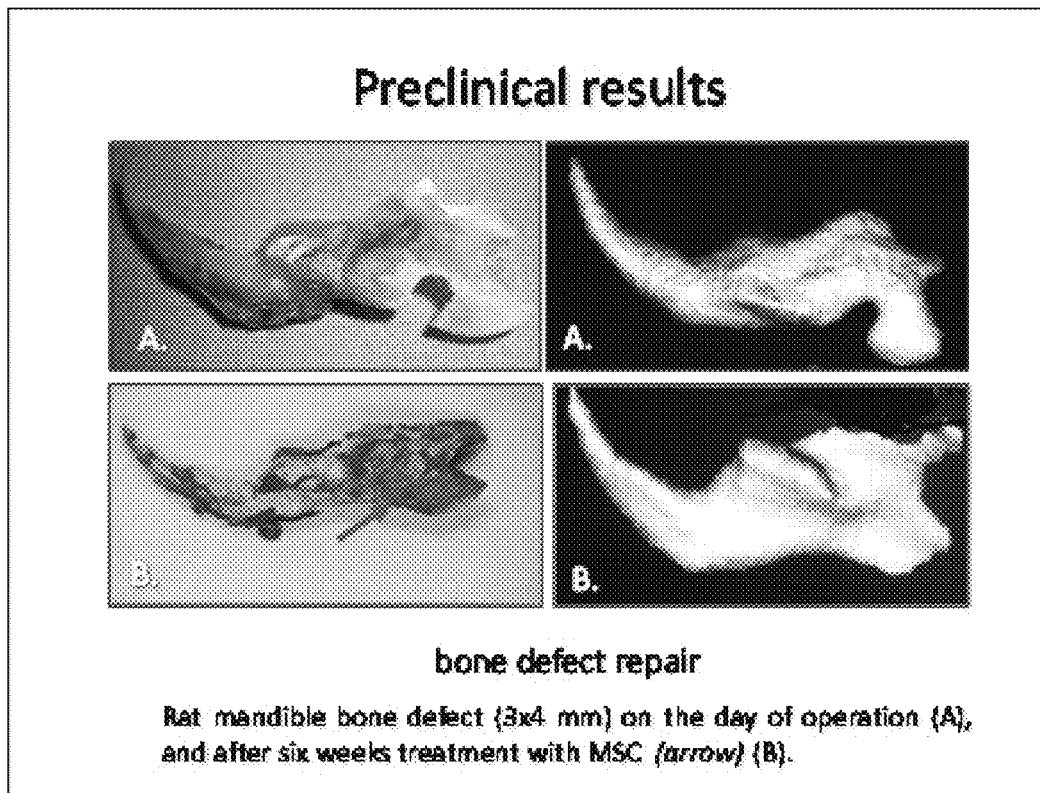 Preclinical results
A.
A.
B.
B.
bone defect repair
Rat mandible bone defect (3x4 mm) on the day of operation (A),
and after six weeks treatment with MSC (arrow) (B).